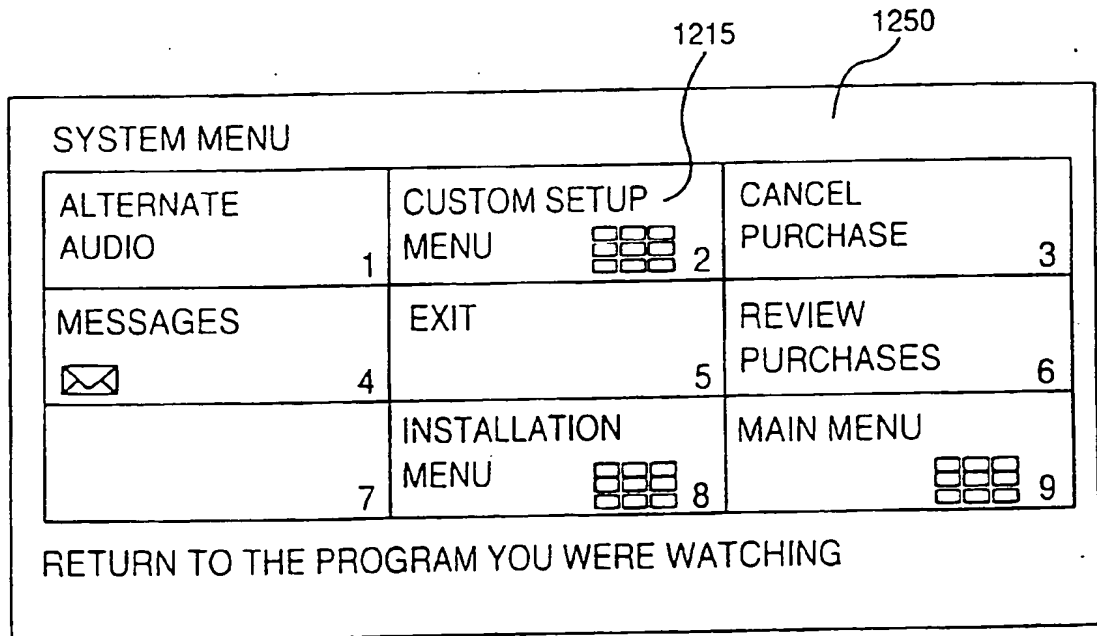 1215
1250
SYSTEM MENU
ALTERNATE
AUDIO
1
CUSTOM SETUP
MENU
2
CANCEL
PURCHASE
3
MESSAGES
4
EXIT
5
REVIEW
PURCHASES
6
7
INSTALLATION
MENU
8
MAIN MENU
9
RETURN TO THE PROGRAM YOU WERE WATCHING